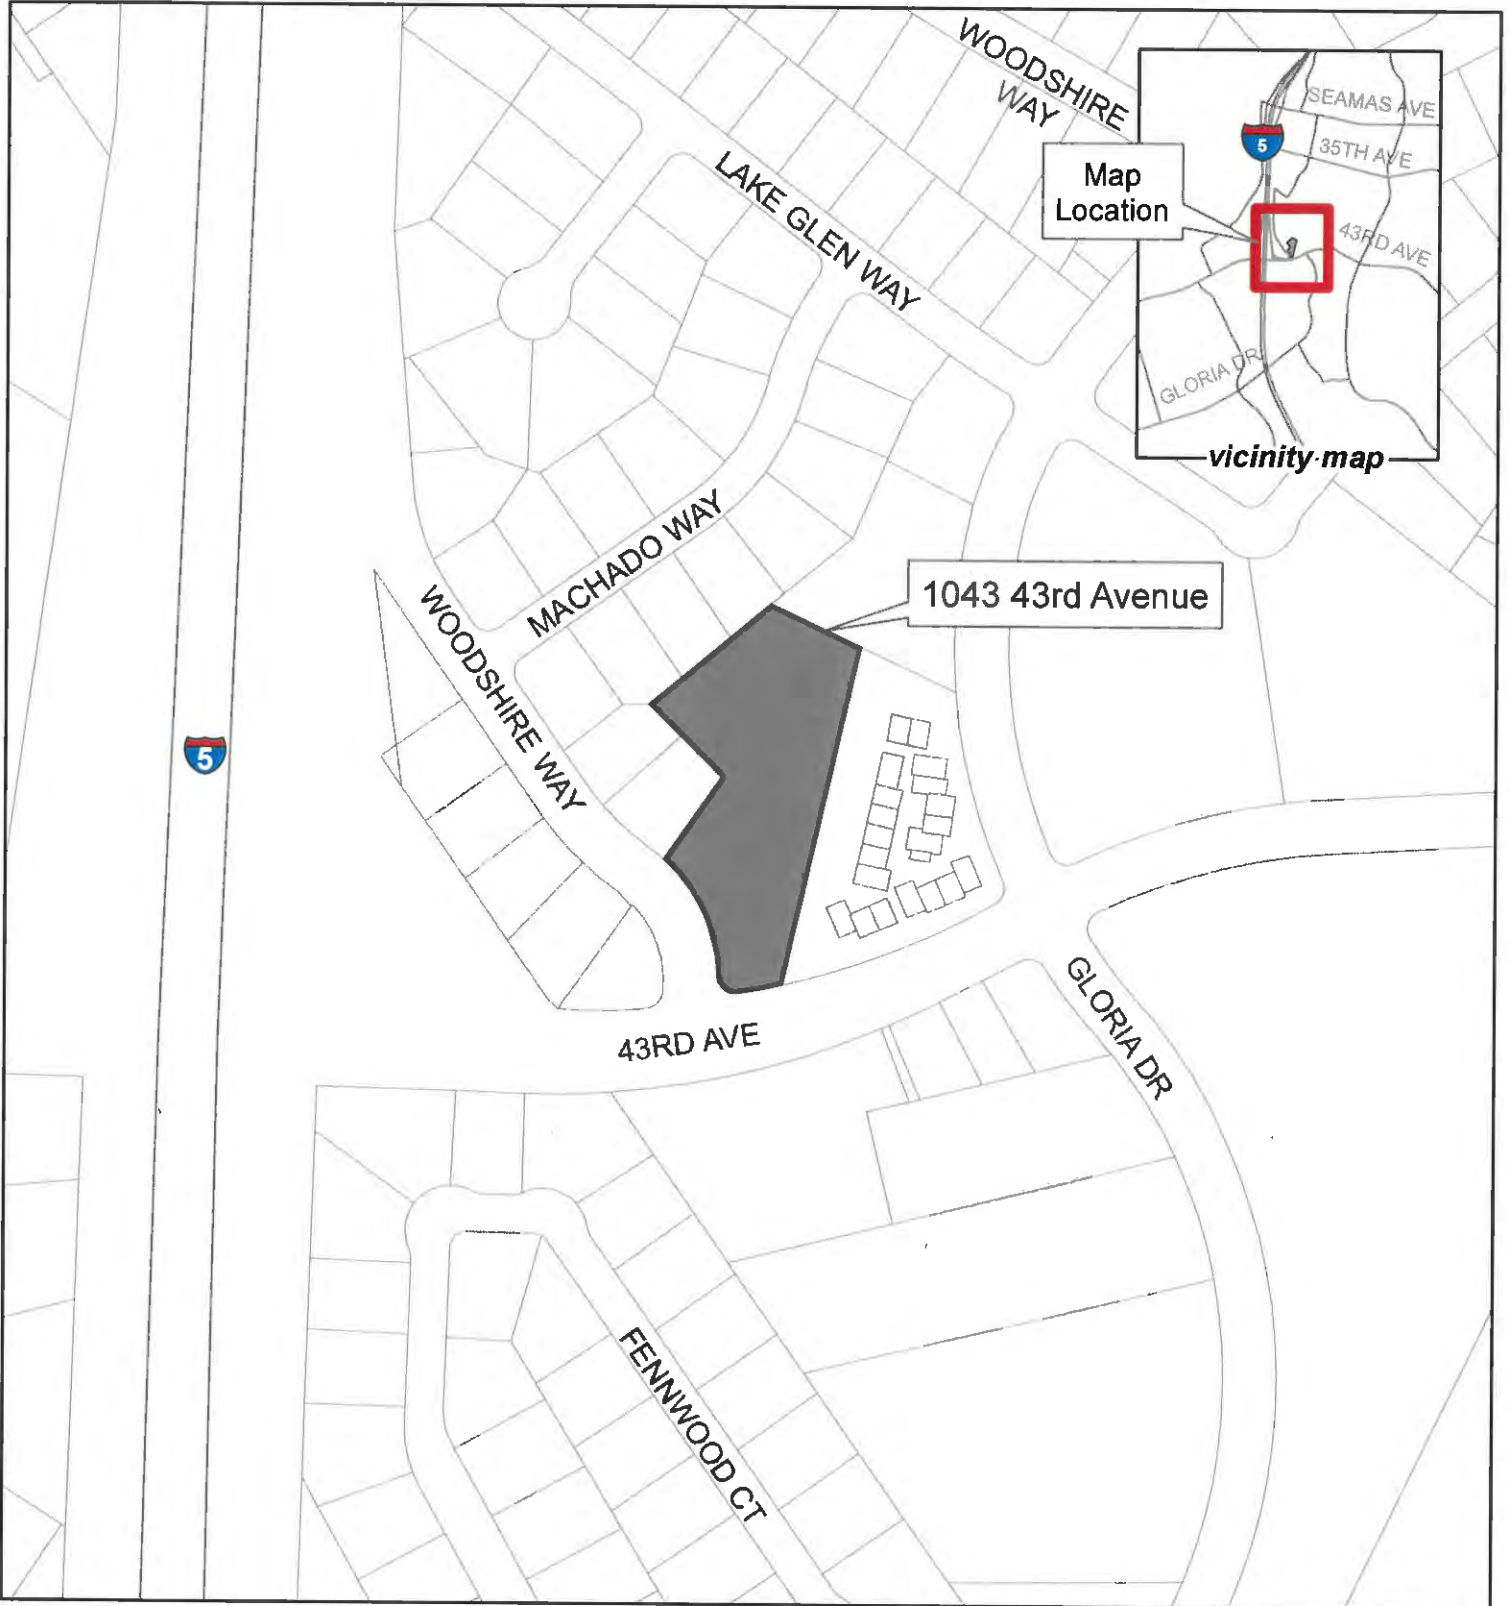 WOODSHIRE
WAY
SEAMAS AVE
5
35TH AVE
Map
Location
43RD AVE
GLORIA DR
vicinity map
LAKE GLEN WAY
MACHADO WAY
1043 43rd Avenue
WOODSHIRE WAY
5
43RD AVE
GLORIA DR
FENNWOOD CT